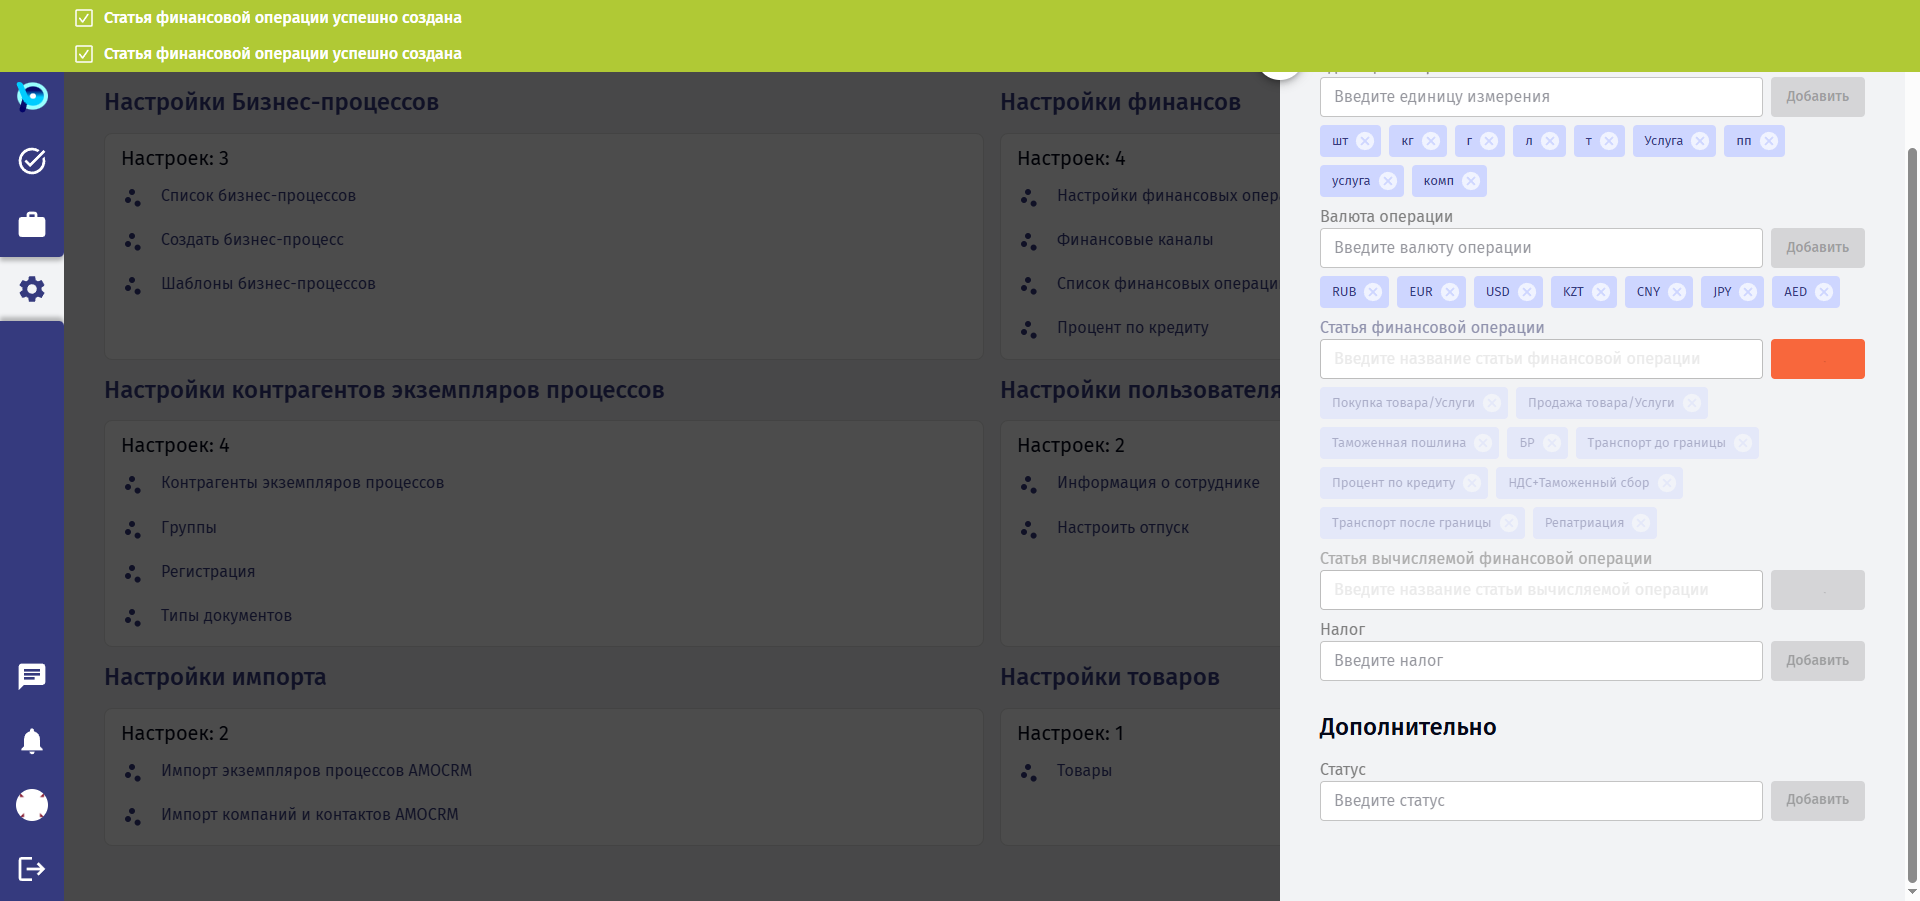 Статья финансовой операции успешно создана
Статья финансовой операции успешно создана
Настройки Бизнес-процессов
Настроек: 3
Список бизнес-процессов
Создать бизнес-процесс
Шаблоны бизнес-процессов
Настройки финансов
Настроек: 4
Настройки финансовых опер
Финансовые каналы
Список финансовых операци
Процент по кредиту
Настройки контрагентов экземпляров процессов
Настроек: 4
Контрагенты экземпляров процессов
Группы
Регистрация
Типы документов
Настройки пользователя
Настроек: 2
Информация о сотруднике
Настроить отпуск
Настройки импорта
Настроек: 2
Импорт экземпляров процессов AMOCRM
Импорт компаний и контактов AMOCRM
Настройки товаров
Настроек: 1
Товары
Введите единицу измерения Добавить
шт кг г л т Услуга пп
услуга комп
Валюта операции
Введите валюту операции Добавить
RUB EUR USD KZT CNY JPY AED
Статья финансовой операции
Введите название статьи финансовой операции
Покупка товара/Услуги Продажа товара/Услуги
Таможенная пошлина БР Транспорт до границы
Процент по кредиту НДС+Таможенный сбор
Транспорт после границы Репатриация
Статья вычисляемой финансовой операции
Введите название статьи вычисляемой операции
Налог
Введите налог Добавить
Дополнительно
Статус
Введите статус Добавить